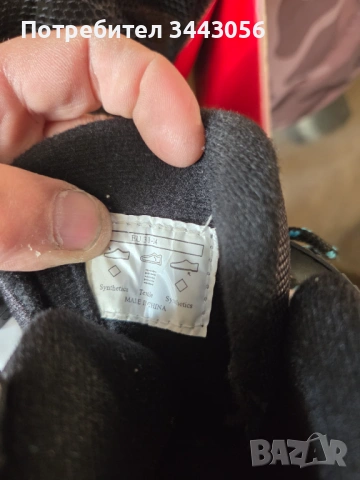 Потребител 3443056
Synthetics Textile Synthetics
MADE IN CHINA
BAZAR